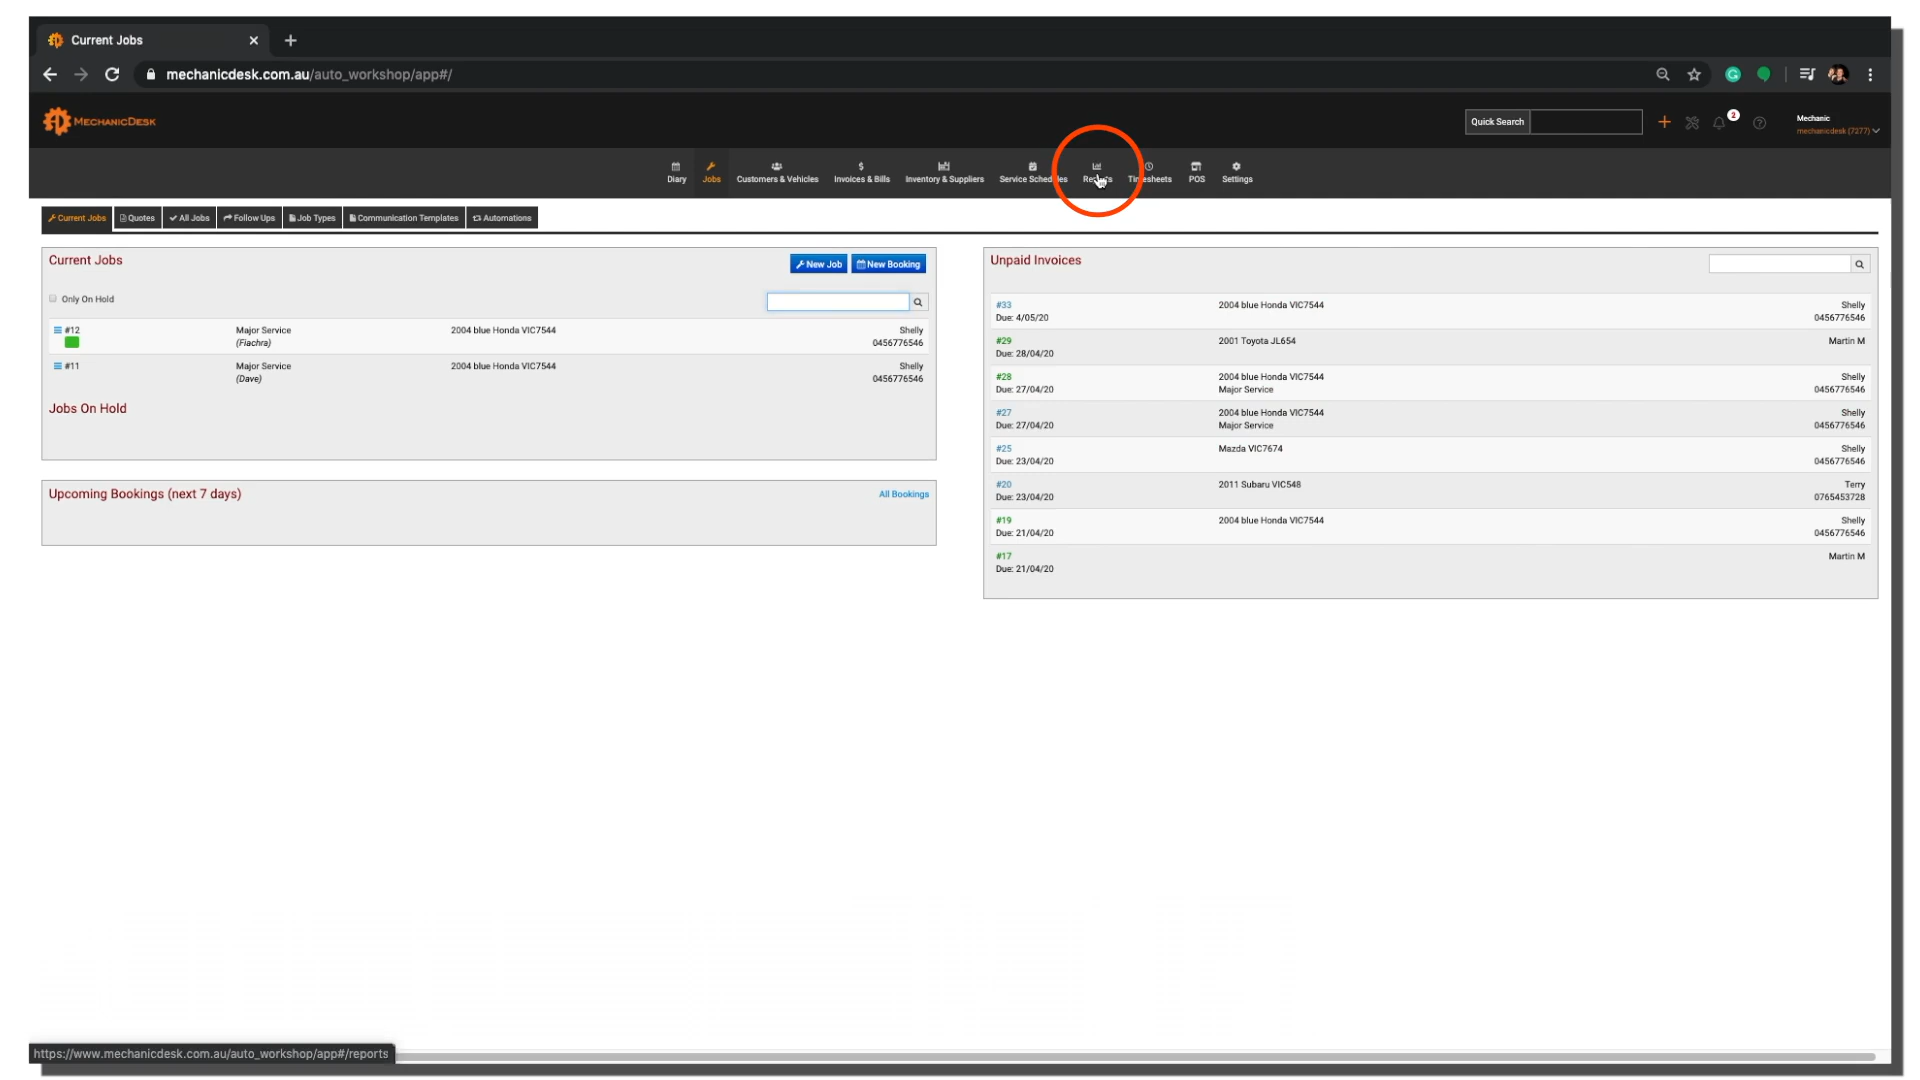 Current Jobs
mechanicdesk.com.au/auto_workshop/app#/
MECHANICDESK
Quick Search
2
Mechanic
mechanicdesk (7277)
Diary
Jobs
Customers & Vehicles
Invoices & Bills
Inventory & Suppliers
Service Schedules
Reports
Timesheets
POS
Settings
Current Jobs
Quotes
All Jobs
Follow Ups
Job Types
Communication Templates
Automations
Current Jobs
New Job
New Booking
Only On Hold
#12 Major Service 2004 blue Honda VIC7544 Shelly
(Fiachra) 0456776546
#11 Major Service 2004 blue Honda VIC7544 Shelly
(Dave) 0456776546
Jobs On Hold
Upcoming Bookings (next 7 days)
All Bookings
Unpaid Invoices
#33 2004 blue Honda VIC7544 Shelly
Due: 4/05/20 0456776546
#29 2001 Toyota JL654 Martin M
Due: 28/04/20
#28 2004 blue Honda VIC7544 Shelly
Due: 27/04/20 Major Service 0456776546
#27 2004 blue Honda VIC7544 Shelly
Due: 27/04/20 Major Service 0456776546
#25 Mazda VIC7674 Shelly
Due: 23/04/20 0456776546
#20 2011 Subaru VIC548 Terry
Due: 23/04/20 0765453728
#19 2004 blue Honda VIC7544 Shelly
Due: 21/04/20 0456776546
#17 Martin M
Due: 21/04/20
https://www.mechanicdesk.com.au/auto_workshop/app#/reports